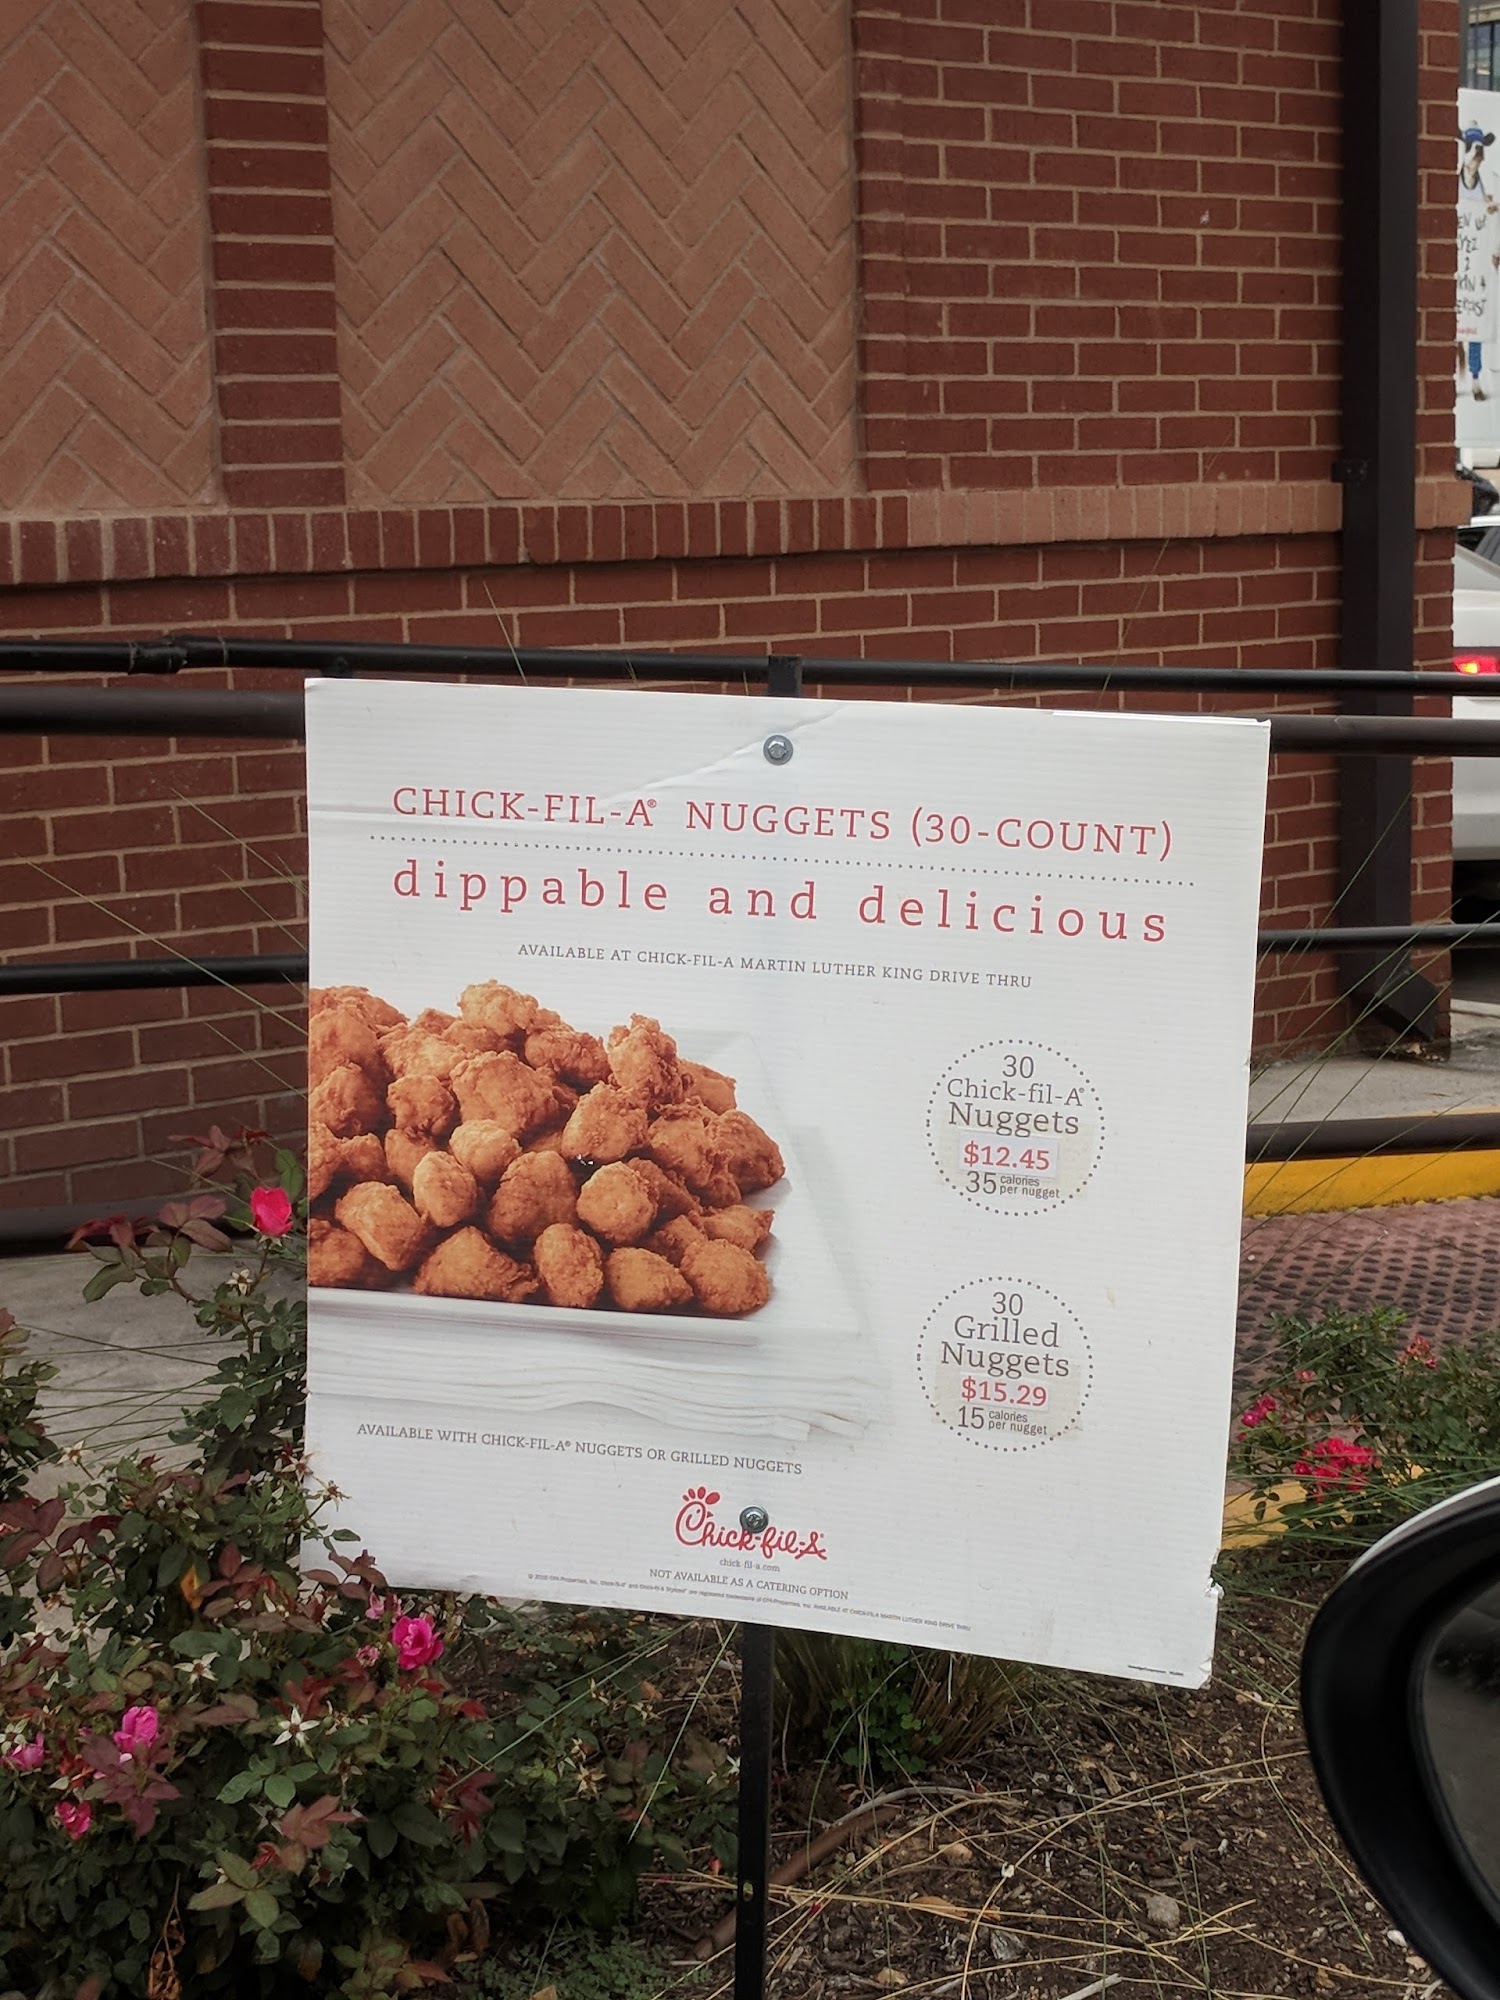 CHICK-FIL-A® NUGGETS (30-COUNT)
dippable and delicious
AVAILABLE AT CHICK-FIL-A MARTIN LUTHER KING DRIVE THRU
30
Chick-fil-A®
Nuggets
$12.45
35 calories per nugget
30
Grilled
Nuggets
$15.29
15 calories per nugget
AVAILABLE WITH CHICK-FIL-A® NUGGETS OR GRILLED NUGGETS
Chick-fil-A
chick-fil-a.com
NOT AVAILABLE AS A CATERING OPTION